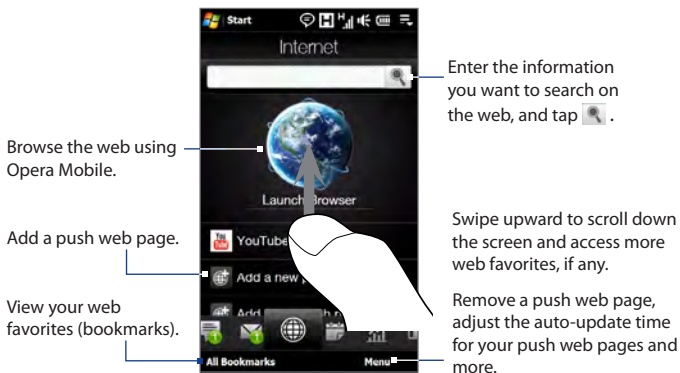 Start
Internet
Enter the information
you want to search on
the web, and tap .
Browse the web using
Opera Mobile.
Launch Browser
Swipe upward to scroll down
the screen and access more
web favorites, if any.
Add a push web page.
You
Tube
YouTube
Add a new
View your web
favorites (bookmarks).
Add
Remove a push web page,
adjust the auto-update time
for your push web pages and
more.
All Bookmarks
Menu